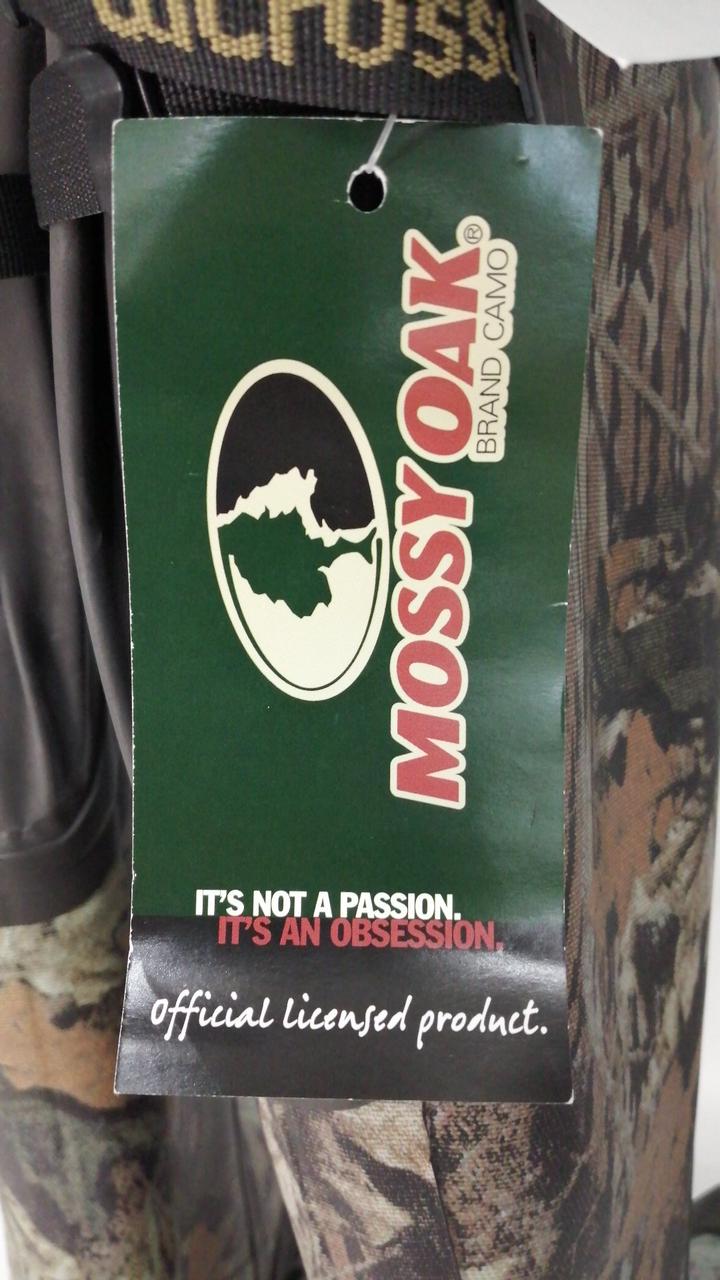 MOSSY OAK®
BRAND CAMO
IT'S NOT A PASSION.
IT'S AN OBSESSION.
Official licensed product.